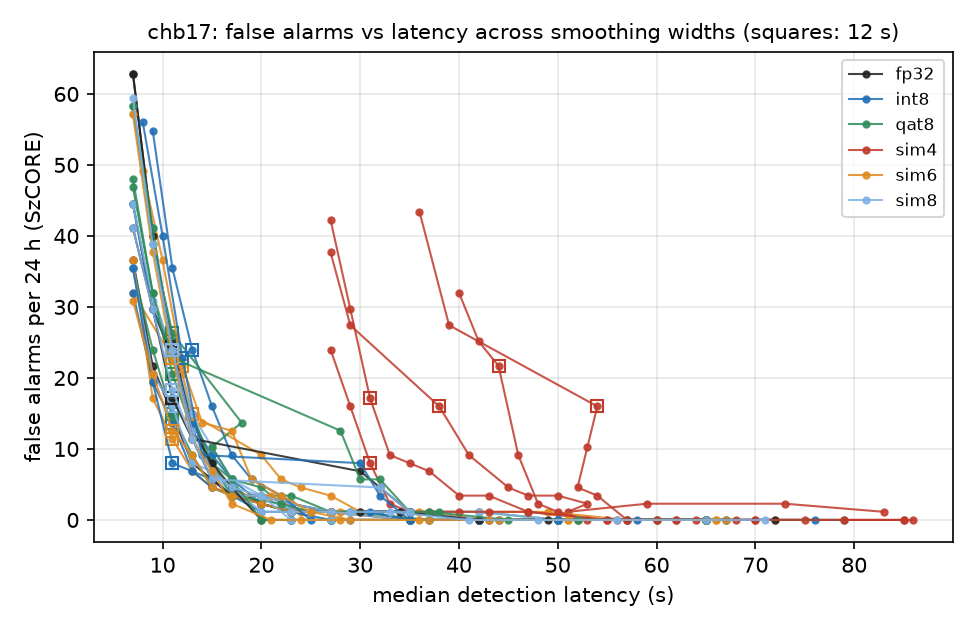 chb17: false alarms vs latency across smoothing widths (squares: 12 s)
false alarms per 24 h (SzCORE)
60
50
40
30
20
10
0
10 20 30 40 50 60 70 80
median detection latency (s)
fp32
int8
qat8
sim4
sim6
sim8